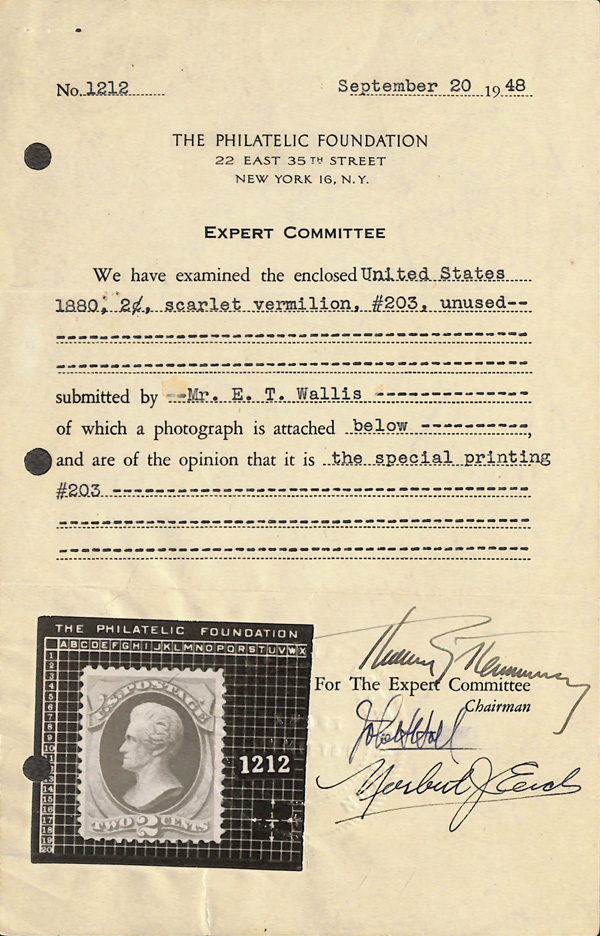 No. 1212 September 20 19 48
THE PHILATELIC FOUNDATION
22 EAST 35TH STREET
NEW YORK 16, N.Y.
EXPERT COMMITTEE
We have examined the enclosed United States
1880, 2¢, scarlet vermilion, #203, unused--
submitted by --Mr. E. T. Wallis ----------
of which a photograph is attached below ----------,
and are of the opinion that it is the special printing
#203 ----------
THE PHILATELIC FOUNDATION
ABCDEFGHIJKLMNOPQRSTUVWX
1
2
3
4
5
6
7
8
9
10
11
12
13
14
15
16
17
18
19
20
U.S. POSTAGE
1212
TWO 2 CENTS
For The Expert Committee
Chairman